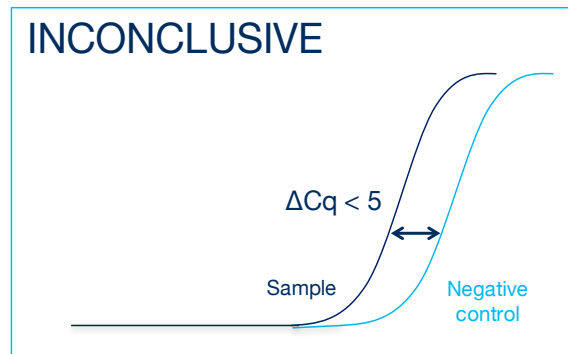 INCONCLUSIVE
ΔCq < 5
Sample
Negative
control